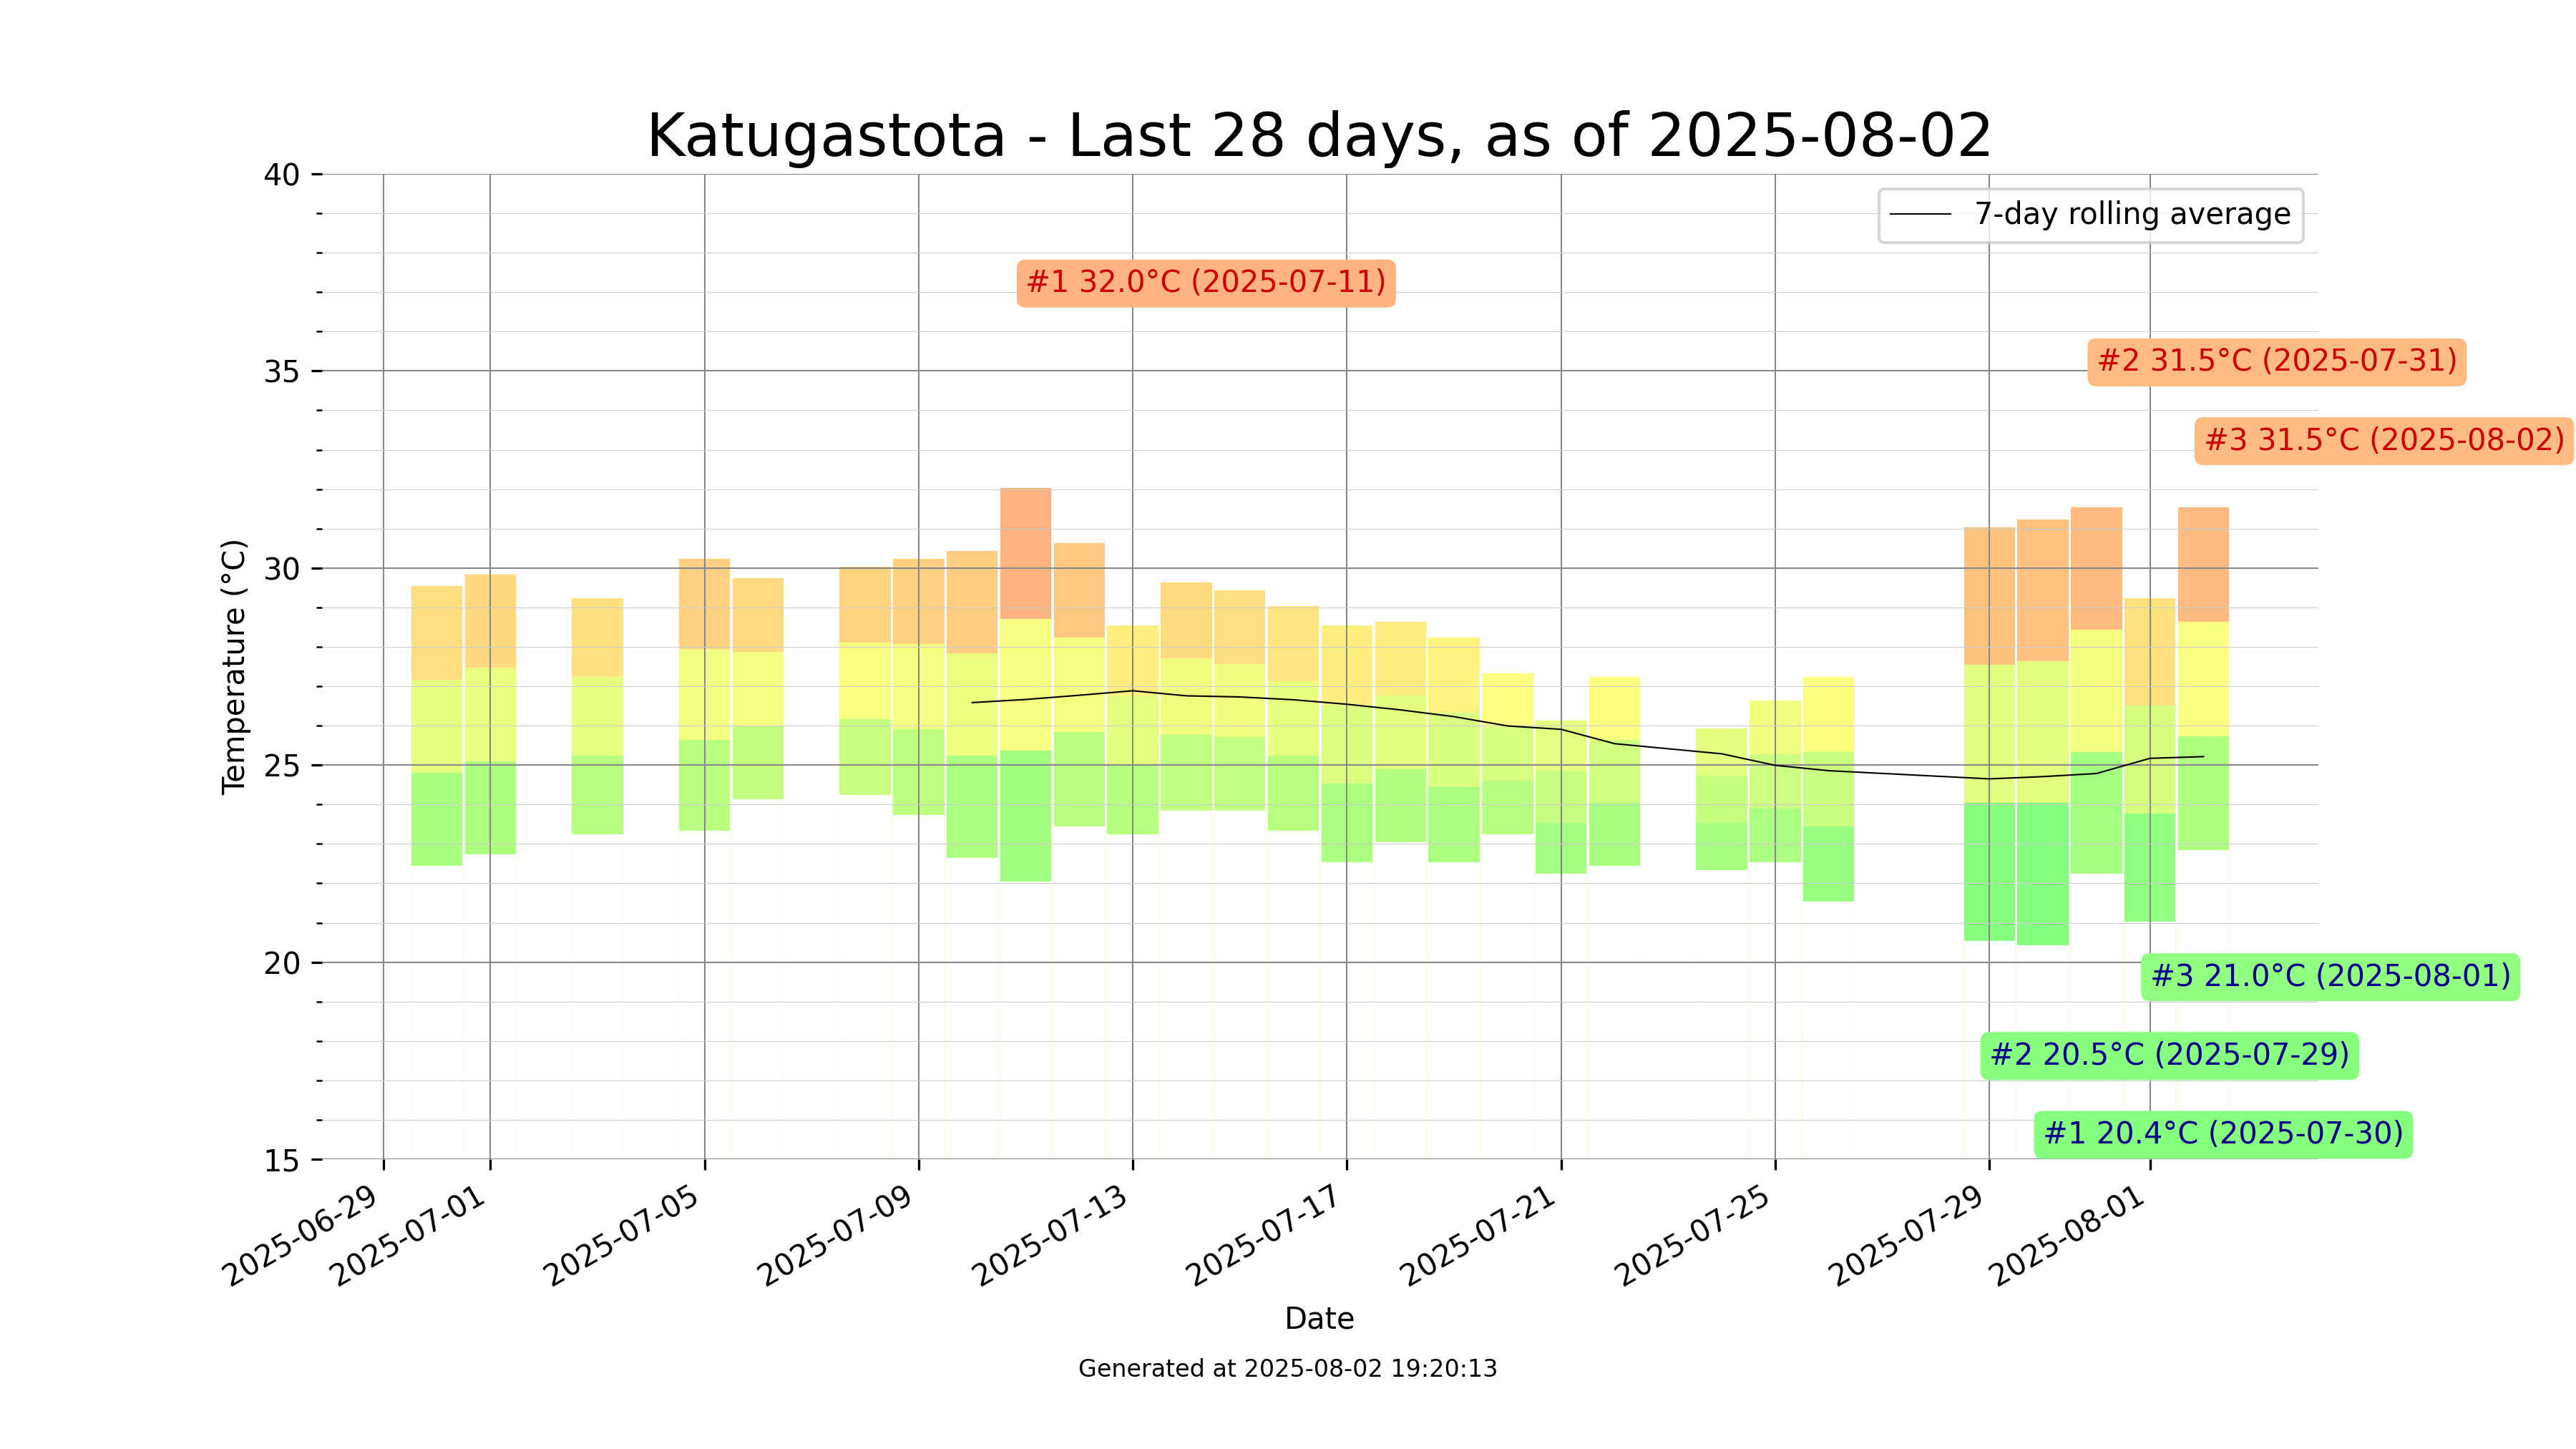 Katugastota - Last 28 days, as of 2025-08-02
7-day rolling average
#1 32.0°C (2025-07-11)
#2 31.5°C (2025-07-31)
#3 31.5°C (2025-08-02)
#3 21.0°C (2025-08-01)
#2 20.5°C (2025-07-29)
#1 20.4°C (2025-07-30)
Temperature (°C)
40
35
30
25
20
15
2025-06-29
2025-07-01
2025-07-05
2025-07-09
2025-07-13
2025-07-17
2025-07-21
2025-07-25
2025-07-29
2025-08-01
Date
Generated at 2025-08-02 19:20:13